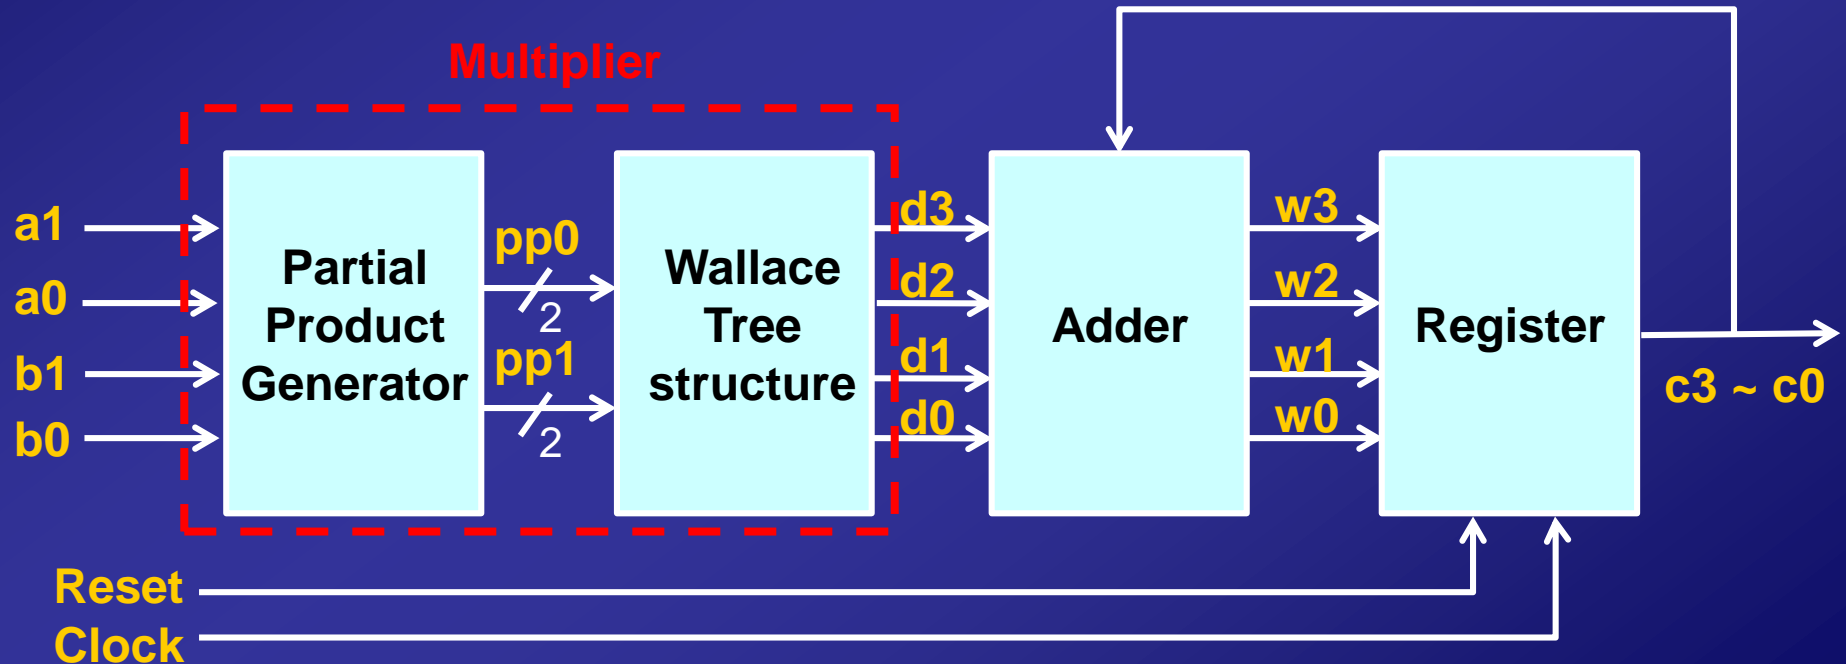 Multiplier
a1
a0
b1
b0
Partial
Product
Generator
pp0
2
pp1
2
Wallace
Tree
structure
d3
d2
d1
d0
Adder
w3
w2
w1
w0
Register
c3 ~ c0
Reset
Clock